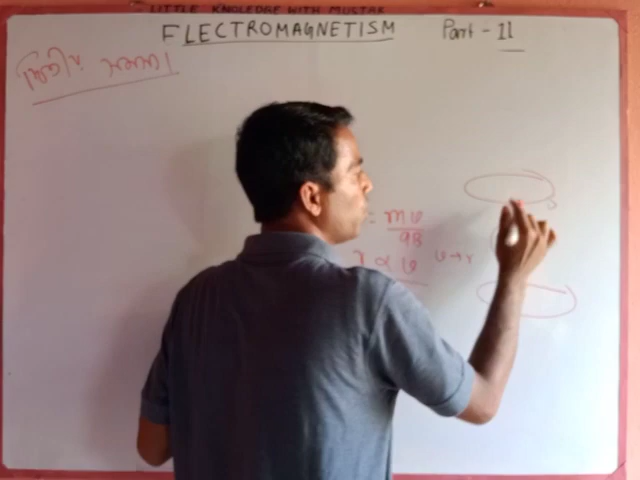 LITTLE KNOWLEDGE WITH MUSTAK
ELECTROMAGNETISM Part - 11
= mv
qB
r ∝ v v → r